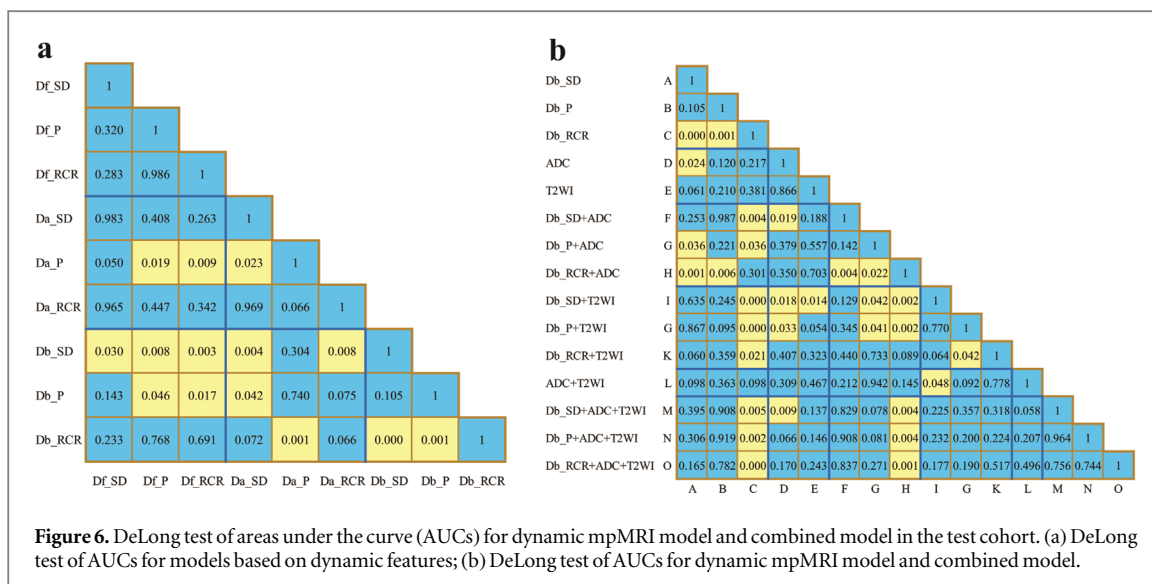 a
Df_SD 1
Df_P 0.320 1
Df_RCR 0.283 0.986 1
Da_SD 0.983 0.408 0.263 1
Da_P 0.050 0.019 0.009 0.023 1
Da_RCR 0.965 0.447 0.342 0.969 0.066 1
Db_SD 0.030 0.008 0.003 0.004 0.304 0.008 1
Db_P 0.143 0.046 0.017 0.042 0.740 0.075 0.105 1
Db_RCR 0.233 0.768 0.691 0.072 0.001 0.066 0.000 0.001 1
Df_SD Df_P Df_RCR Da_SD Da_P Da_RCR Db_SD Db_P Db_RCR
b
Db_SD A 1
Db_P B 0.105 1
Db_RCR C 0.000 0.001 1
ADC D 0.024 0.120 0.217 1
T2WI E 0.061 0.210 0.381 0.866 1
Db_SD+ADC F 0.253 0.987 0.004 0.019 0.188 1
Db_P+ADC G 0.036 0.221 0.036 0.379 0.557 0.142 1
Db_RCR+ADC H 0.001 0.006 0.301 0.350 0.703 0.004 0.022 1
Db_SD+T2WI I 0.635 0.245 0.000 0.018 0.014 0.129 0.042 0.002 1
Db_P+T2WI G 0.867 0.095 0.000 0.033 0.054 0.345 0.041 0.002 0.770 1
Db_RCR+T2WI K 0.060 0.359 0.021 0.407 0.323 0.440 0.733 0.089 0.064 0.042 1
ADC+T2WI L 0.098 0.363 0.098 0.309 0.467 0.212 0.942 0.145 0.048 0.092 0.778 1
Db_SD+ADC+T2WI M 0.395 0.908 0.005 0.009 0.137 0.829 0.078 0.004 0.225 0.357 0.318 0.058 1
Db_P+ADC+T2WI N 0.306 0.919 0.002 0.066 0.146 0.908 0.081 0.004 0.232 0.200 0.224 0.207 0.964 1
Db_RCR+ADC+T2WI O 0.165 0.782 0.000 0.170 0.243 0.837 0.271 0.001 0.177 0.190 0.517 0.496 0.756 0.744 1
A B C D E F G H I G K L M N O
Figure 6. DeLong test of areas under the curve (AUCs) for dynamic mpMRI model and combined model in the test cohort. (a) DeLong
test of AUCs for models based on dynamic features; (b) DeLong test of AUCs for dynamic mpMRI model and combined model.